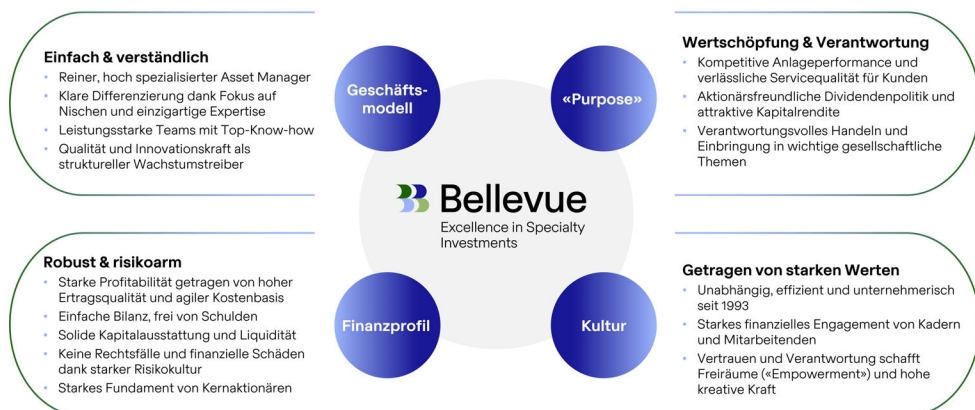 Einfach & verständlich
• Reiner, hoch spezialisierter Asset Manager
• Klare Differenzierung dank Fokus auf
Nischen und einzigartige Expertise
• Leistungsstarke Teams mit Top-Know-how
• Qualität und Innovationskraft als
struktureller Wachstumstreiber
Geschäfts-
modell
«Purpose»
Wertschöpfung & Verantwortung
• Kompetitive Anlageperformance und
verlässliche Servicequalität für Kunden
• Aktionärsfreundliche Dividendenpolitik und
attraktive Kapitalrendite
• Verantwortungsvolles Handeln und
Einbringung in wichtige gesellschaftliche
Themen
Bellevue
Excellence in Specialty
Investments
Robust & risikoarm
• Starke Profitabilität getragen von hoher
Ertragsqualität und agiler Kostenbasis
• Einfache Bilanz, frei von Schulden
• Solide Kapitalausstattung und Liquidität
• Keine Rechtsfälle und finanzielle Schäden
dank starker Risikokultur
• Starkes Fundament von Kernaktionären
Finanzprofil
Kultur
Getragen von starken Werten
• Unabhängig, effizient und unternehmerisch
seit 1993
• Starkes finanzielles Engagement von Kadern
und Mitarbeitenden
• Vertrauen und Verantwortung schafft
Freiräume («Empowerment») und hohe
kreative Kraft